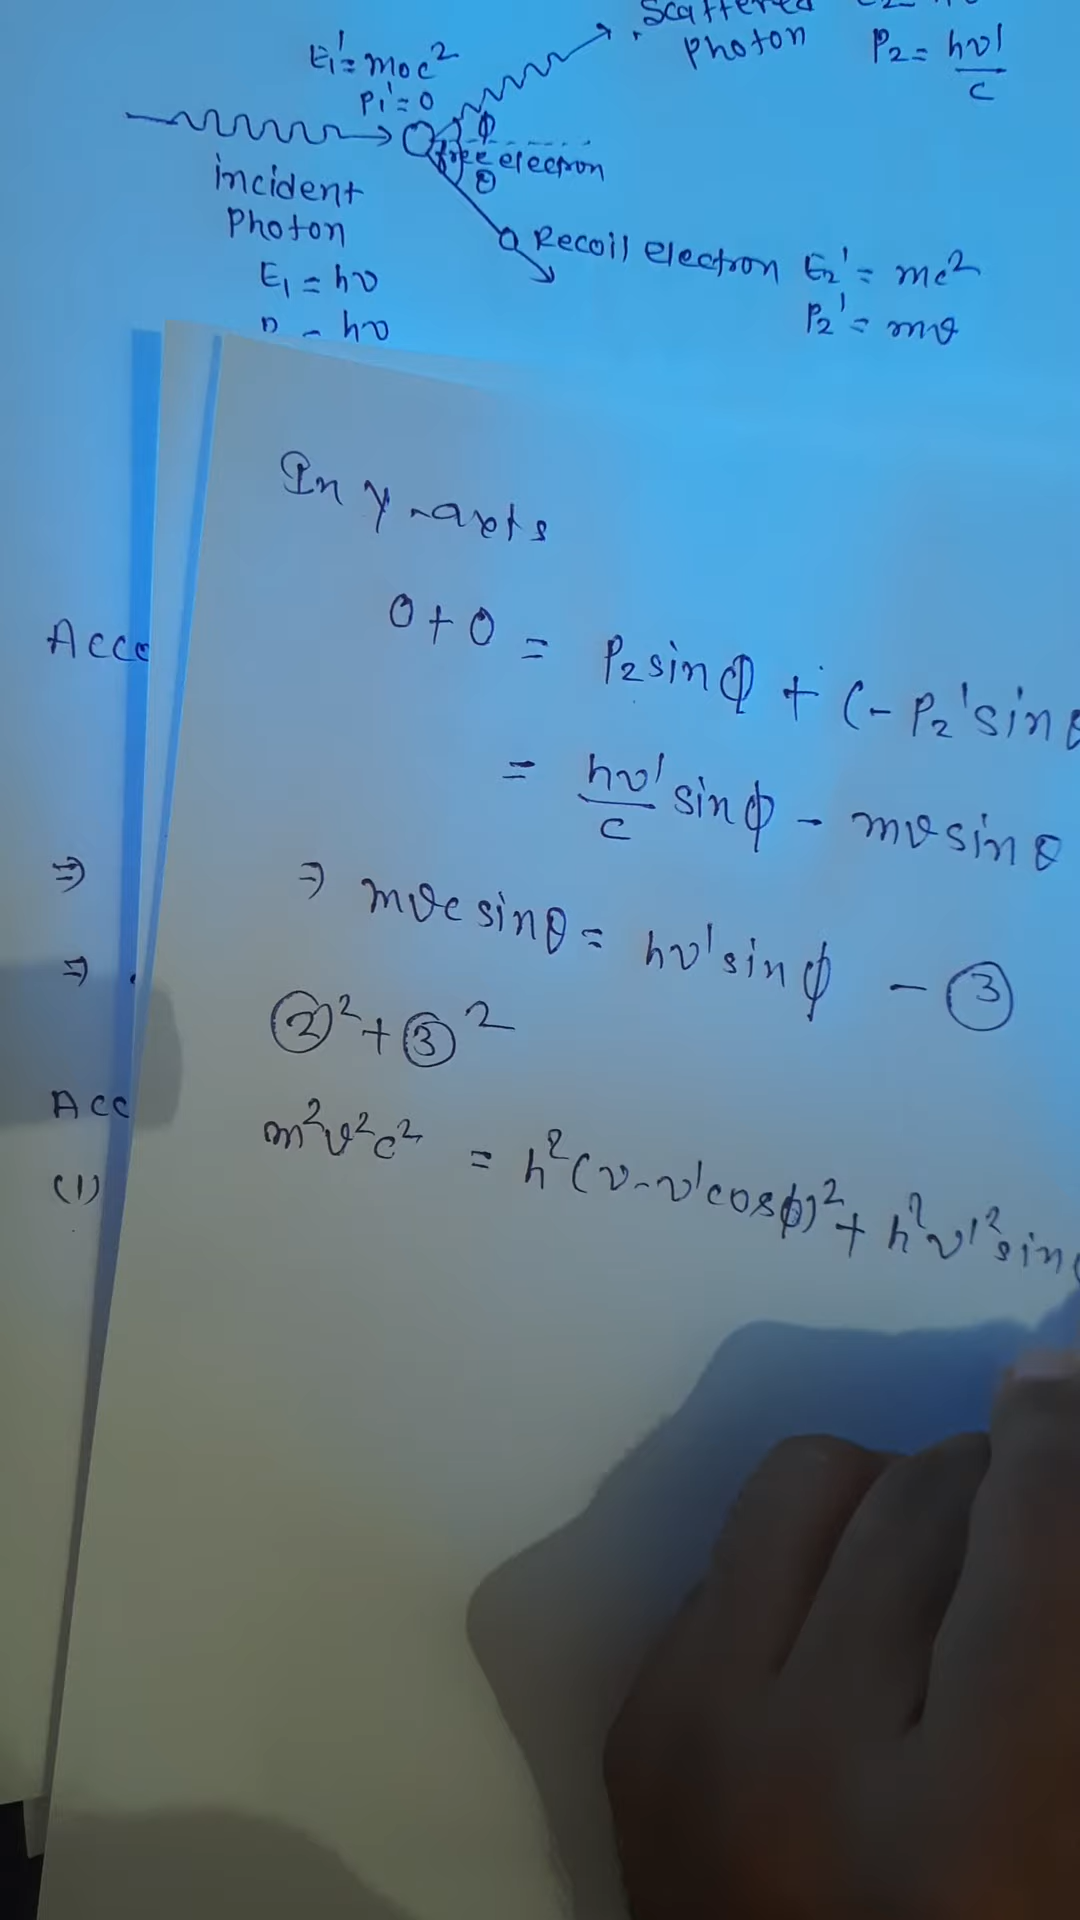 Scattered
Photon P₂ = hν'/c
E₁' = m₀c²
P₁' = 0
ϕ
free electron
θ
incident
Photon
E₁ = hν
hν
Recoil electron E₂' = mc²
P₂' = mv
In y-axis
0 + 0 = P₂ sin ϕ + (- P₂' sin θ
= hν'/c sin ϕ - mv sin θ
⇒ mvc sin θ = hν' sin ϕ - ③
②² + ③²
m²v²c² = h²(ν - ν' cos ϕ)² + h²ν'² sin
Acc
⇒
⇒
Acc
(1)